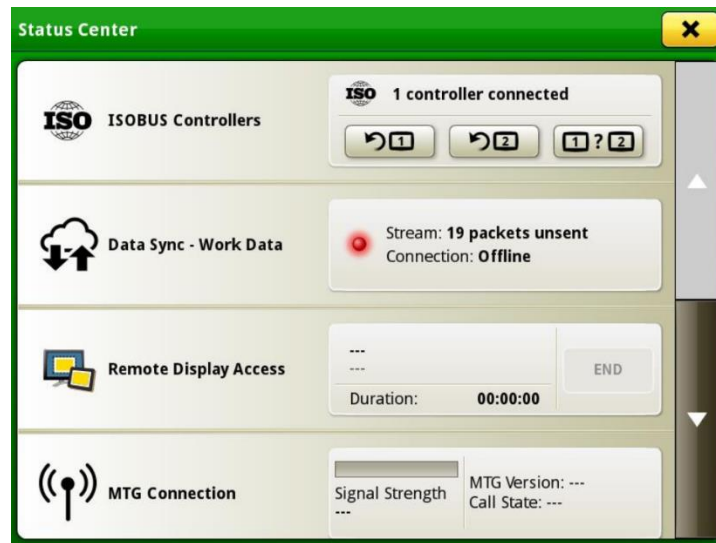 Status Center
ISO
ISOBUS Controllers
ISO 1 controller connected
1 2 1 ? 2
Data Sync - Work Data
Stream: 19 packets unsent
Connection: Offline
Remote Display Access
---
---
END
Duration: 00:00:00
MTG Connection
Signal Strength
---
MTG Version: ---
Call State: ---